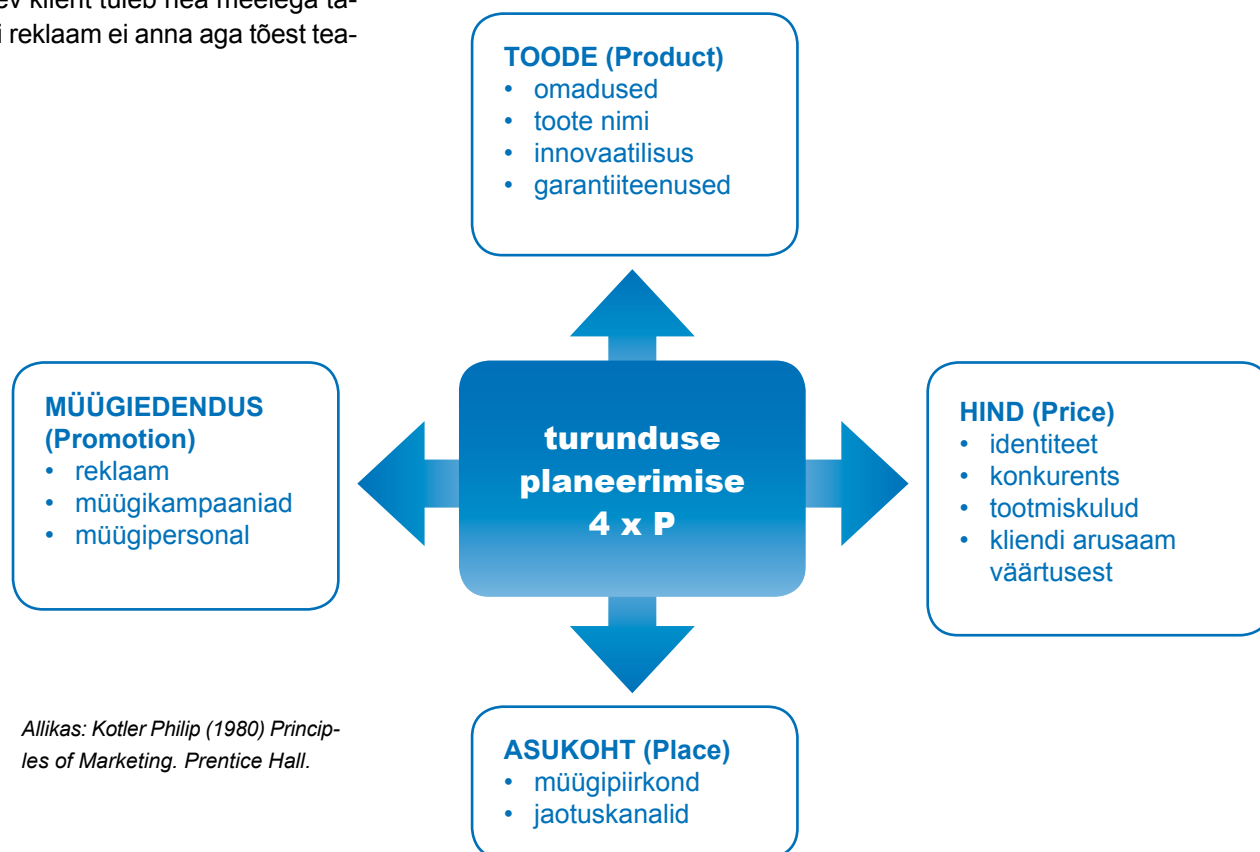 ev klient tuleb hea meelega ta-
i reklaam ei anna aga tõest tea-
TOODE (Product)
• omadused
• toote nimi
• innovaatilisus
• garantiiteenused
MÜÜGIEDENDUS
(Promotion)
• reklaam
• müügikampaaniad
• müügipersonal
turunduse
planeerimise
4 x P
HIND (Price)
• identiteet
• konkurents
• tootmiskulud
• kliendi arusaam
väärtusest
ASUKOHT (Place)
• müügipiirkond
• jaotuskanalid
Allikas: Kotler Philip (1980) Princip-
les of Marketing. Prentice Hall.